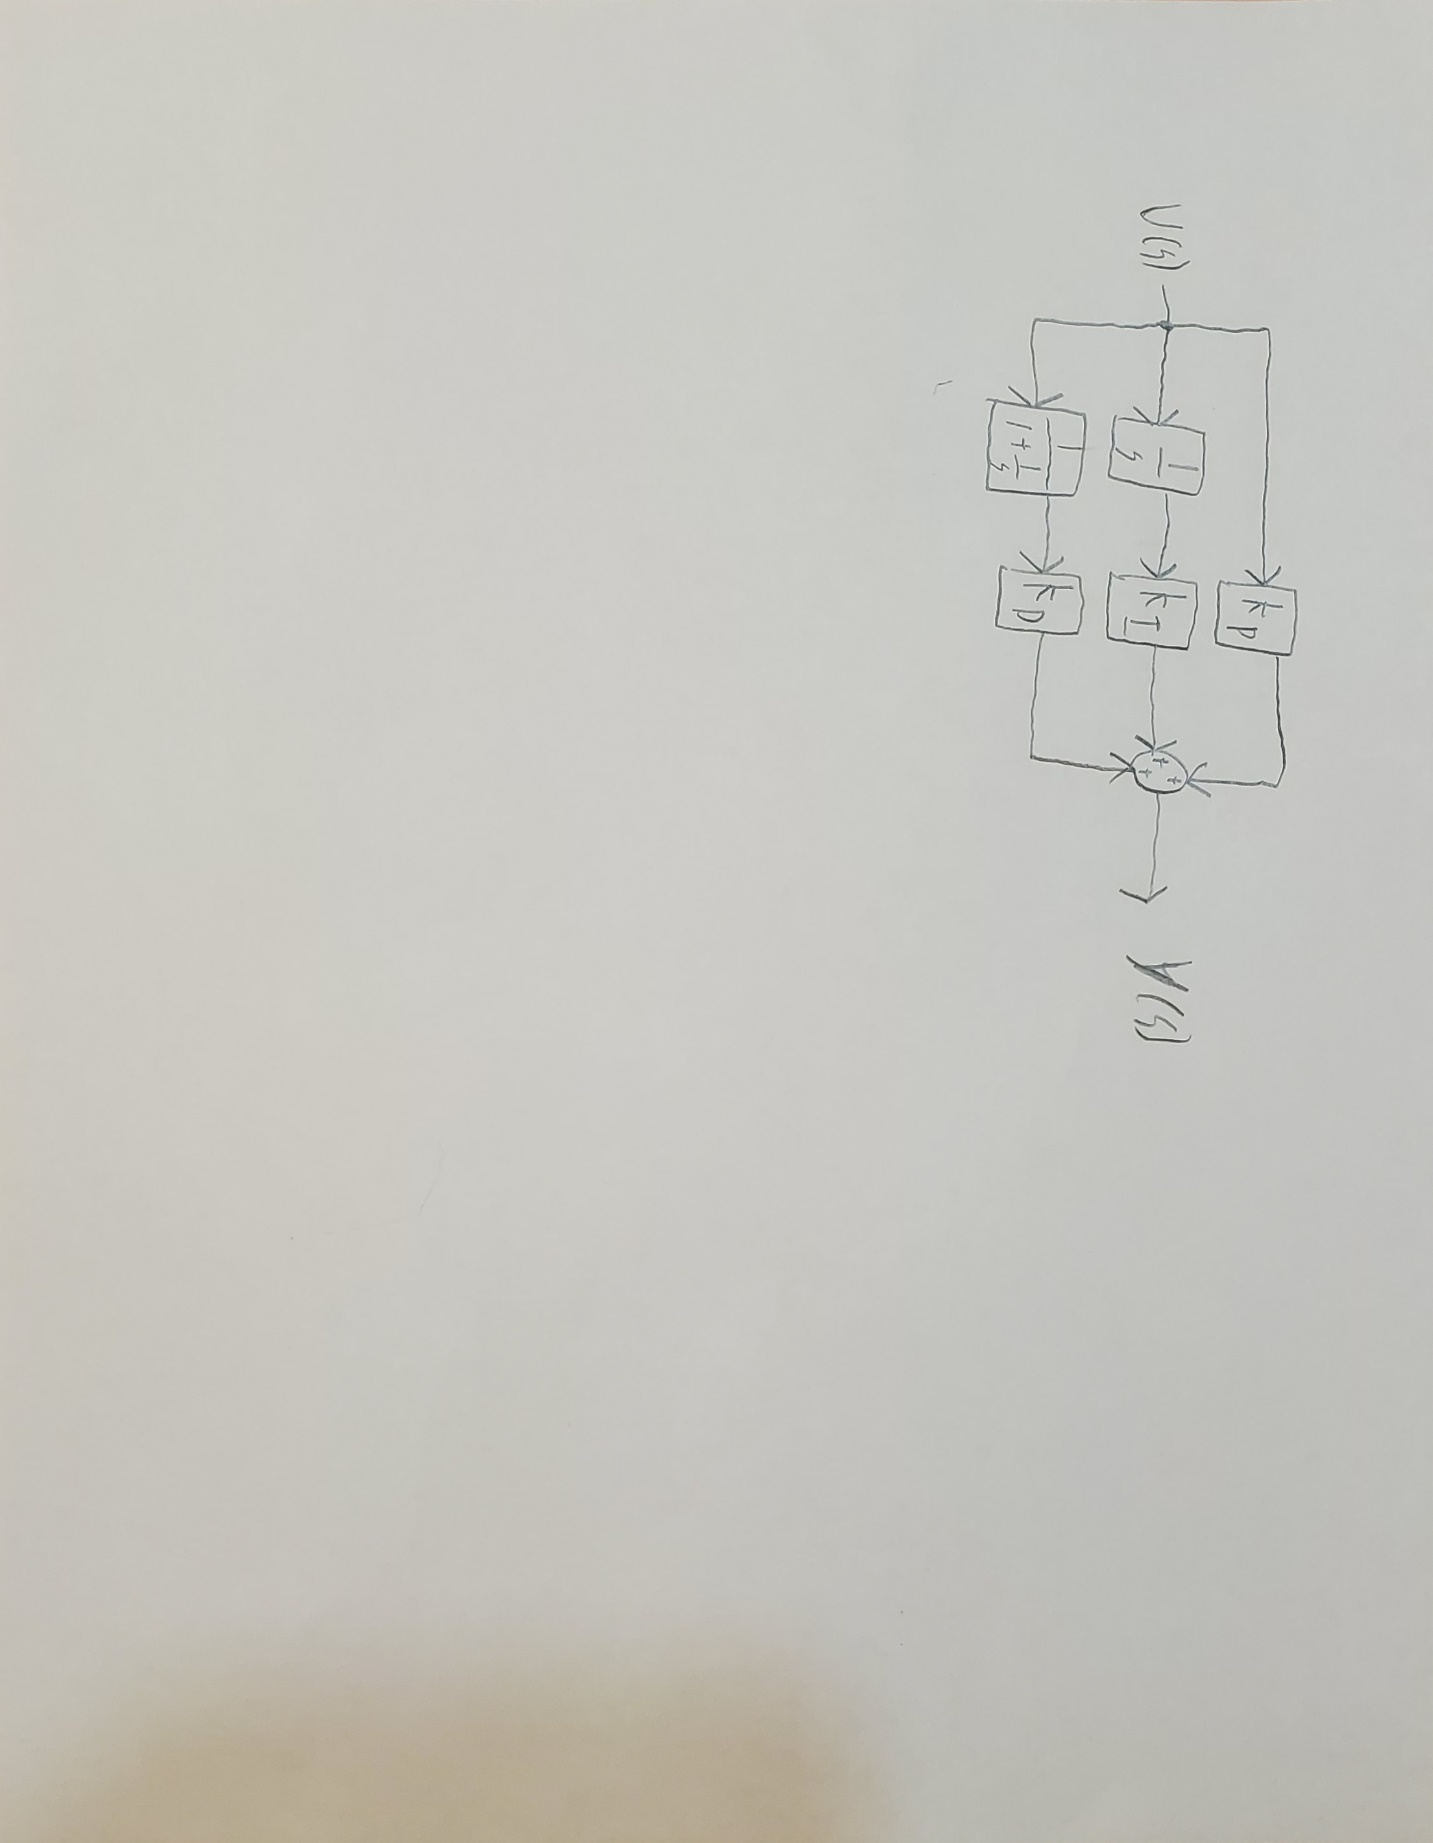 U(s)
kP
1/s
kI
1/(1+1/s)
kD
+
+
+
Y(s)